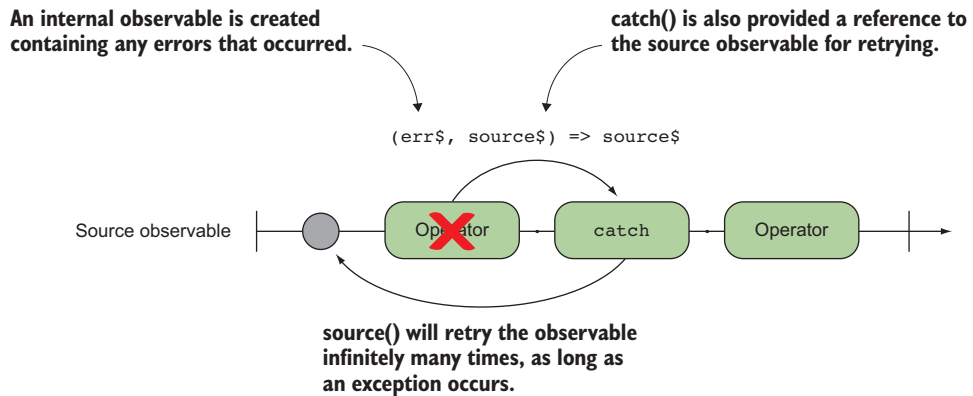 An internal observable is created
containing any errors that occurred.
catch() is also provided a reference to
the source observable for retrying.
(err$, source$) => source$
Source observable
Operator
catch
Operator
source() will retry the observable
infinitely many times, as long as
an exception occurs.